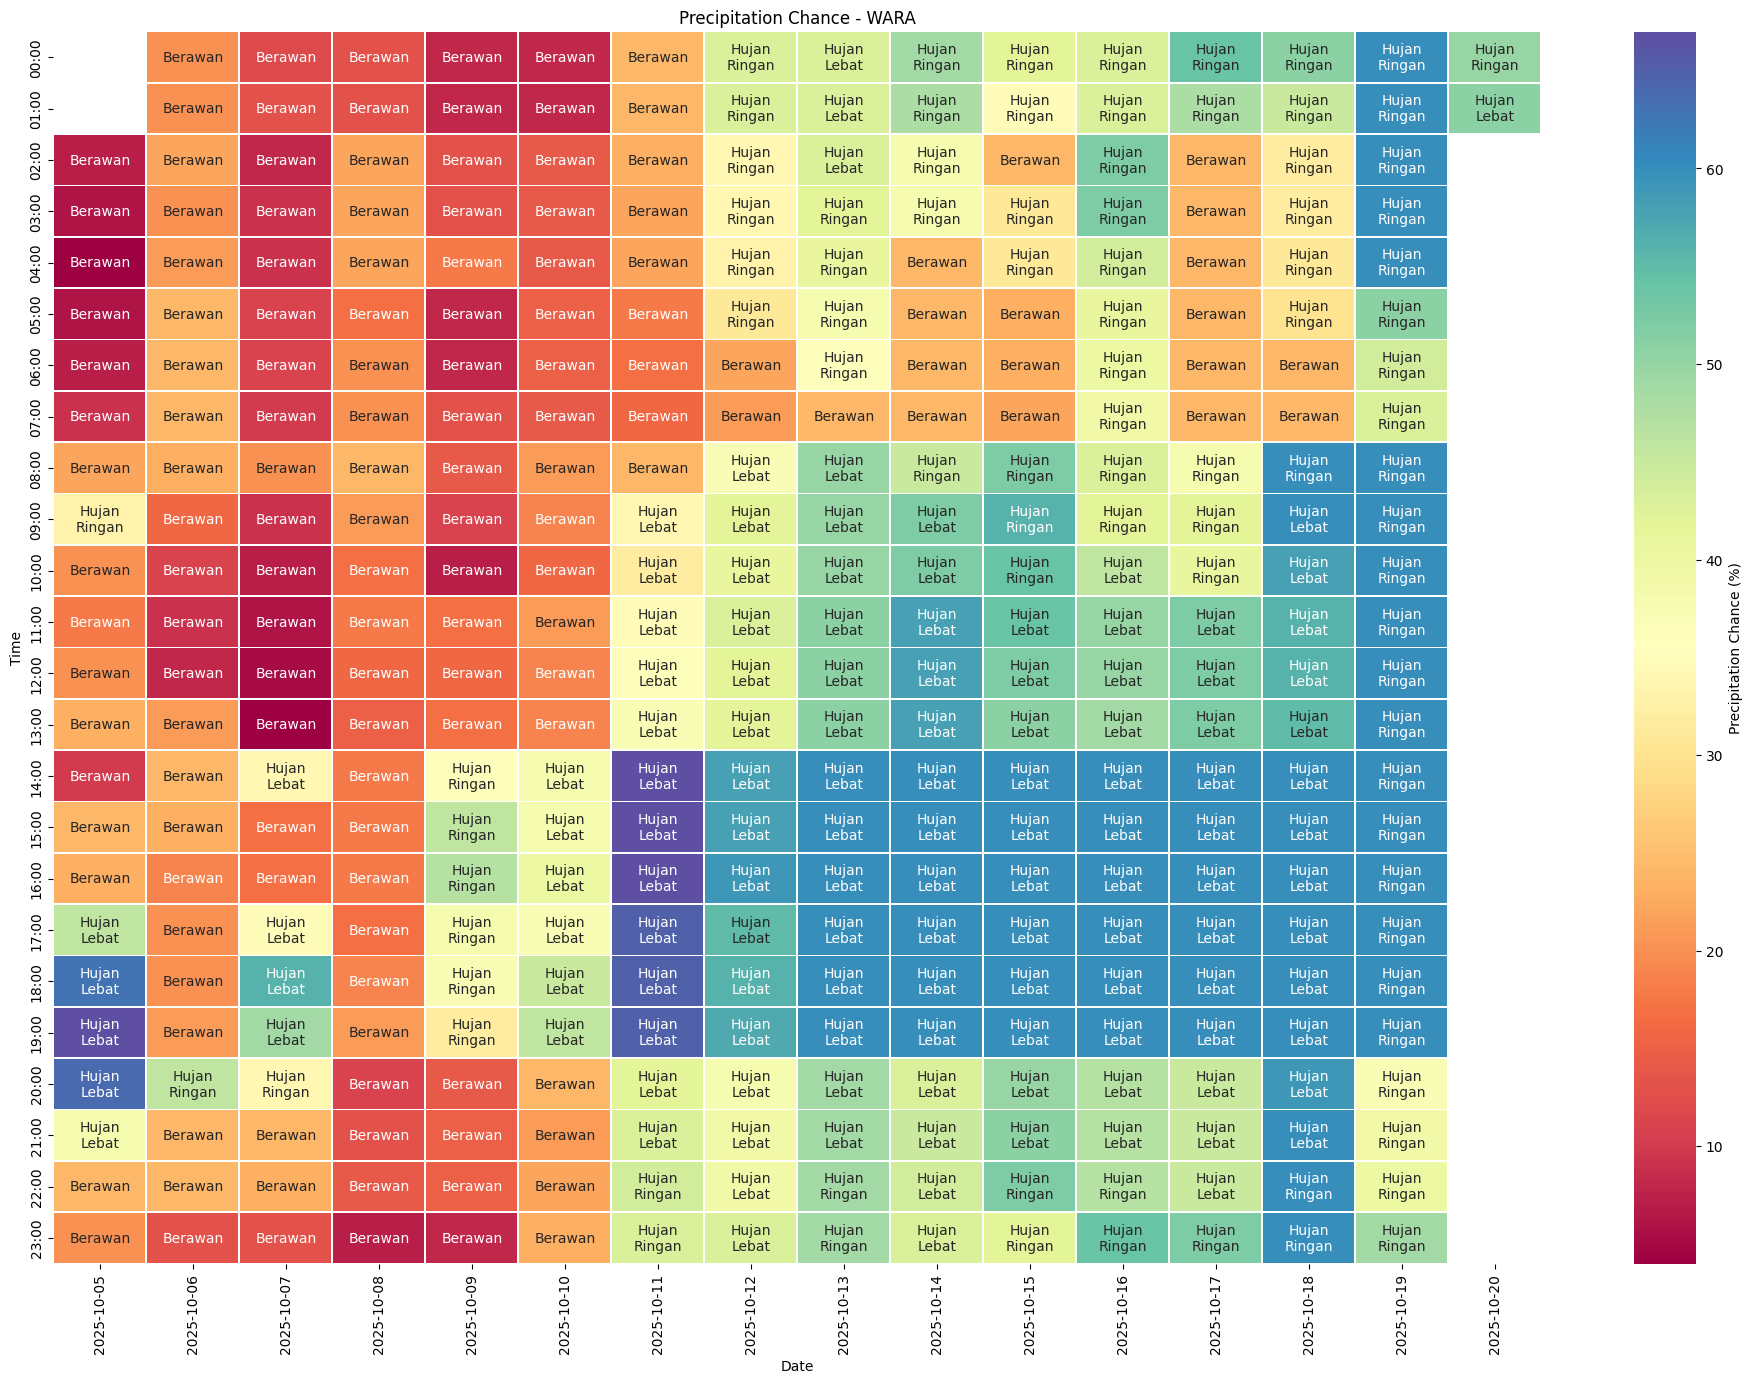 Precipitation Chance - WARA
Time
00:00 Berawan Berawan Berawan Berawan Berawan Berawan Hujan Ringan Hujan Lebat Hujan Ringan Hujan Ringan Hujan Ringan Hujan Ringan Hujan Ringan Hujan Ringan Hujan Ringan
01:00 Berawan Berawan Berawan Berawan Berawan Berawan Hujan Ringan Hujan Lebat Hujan Ringan Hujan Ringan Hujan Ringan Hujan Ringan Hujan Ringan Hujan Ringan Hujan Lebat
02:00 Berawan Berawan Berawan Berawan Berawan Berawan Berawan Hujan Ringan Hujan Lebat Hujan Ringan Berawan Hujan Ringan Berawan Hujan Ringan Hujan Ringan
03:00 Berawan Berawan Berawan Berawan Berawan Berawan Berawan Hujan Ringan Hujan Ringan Hujan Ringan Hujan Ringan Hujan Ringan Berawan Hujan Ringan Hujan Ringan
04:00 Berawan Berawan Berawan Berawan Berawan Berawan Berawan Hujan Ringan Hujan Ringan Berawan Hujan Ringan Hujan Ringan Berawan Hujan Ringan Hujan Ringan
05:00 Berawan Berawan Berawan Berawan Berawan Berawan Berawan Hujan Ringan Hujan Ringan Berawan Berawan Hujan Ringan Berawan Hujan Ringan Hujan Ringan
06:00 Berawan Berawan Berawan Berawan Berawan Berawan Berawan Berawan Hujan Ringan Berawan Berawan Hujan Ringan Berawan Berawan Hujan Ringan
07:00 Berawan Berawan Berawan Berawan Berawan Berawan Berawan Berawan Berawan Berawan Berawan Hujan Ringan Berawan Berawan Hujan Ringan
08:00 Berawan Berawan Berawan Berawan Berawan Berawan Berawan Hujan Lebat Hujan Lebat Hujan Ringan Hujan Ringan Hujan Ringan Hujan Ringan Hujan Ringan Hujan Ringan
09:00 Hujan Ringan Berawan Berawan Berawan Berawan Berawan Hujan Lebat Hujan Lebat Hujan Lebat Hujan Lebat Hujan Ringan Hujan Ringan Hujan Ringan Hujan Lebat Hujan Ringan
10:00 Berawan Berawan Berawan Berawan Berawan Berawan Hujan Lebat Hujan Lebat Hujan Lebat Hujan Lebat Hujan Ringan Hujan Lebat Hujan Ringan Hujan Lebat Hujan Ringan
11:00 Berawan Berawan Berawan Berawan Berawan Berawan Hujan Lebat Hujan Lebat Hujan Lebat Hujan Lebat Hujan Lebat Hujan Lebat Hujan Lebat Hujan Lebat Hujan Ringan
12:00 Berawan Berawan Berawan Berawan Berawan Berawan Hujan Lebat Hujan Lebat Hujan Lebat Hujan Lebat Hujan Lebat Hujan Lebat Hujan Lebat Hujan Lebat Hujan Ringan
13:00 Berawan Berawan Berawan Berawan Berawan Berawan Hujan Lebat Hujan Lebat Hujan Lebat Hujan Lebat Hujan Lebat Hujan Lebat Hujan Lebat Hujan Lebat Hujan Ringan
14:00 Berawan Berawan Hujan Lebat Berawan Hujan Ringan Hujan Lebat Hujan Lebat Hujan Lebat Hujan Lebat Hujan Lebat Hujan Lebat Hujan Lebat Hujan Lebat Hujan Lebat Hujan Ringan
15:00 Berawan Berawan Berawan Berawan Hujan Ringan Hujan Lebat Hujan Lebat Hujan Lebat Hujan Lebat Hujan Lebat Hujan Lebat Hujan Lebat Hujan Lebat Hujan Lebat Hujan Ringan
16:00 Berawan Berawan Berawan Berawan Hujan Ringan Hujan Lebat Hujan Lebat Hujan Lebat Hujan Lebat Hujan Lebat Hujan Lebat Hujan Lebat Hujan Lebat Hujan Lebat Hujan Ringan
17:00 Hujan Lebat Berawan Hujan Lebat Berawan Hujan Ringan Hujan Lebat Hujan Lebat Hujan Lebat Hujan Lebat Hujan Lebat Hujan Lebat Hujan Lebat Hujan Lebat Hujan Lebat Hujan Ringan
18:00 Hujan Lebat Berawan Hujan Lebat Berawan Hujan Ringan Hujan Lebat Hujan Lebat Hujan Lebat Hujan Lebat Hujan Lebat Hujan Lebat Hujan Lebat Hujan Lebat Hujan Lebat Hujan Ringan
19:00 Hujan Lebat Berawan Hujan Lebat Berawan Hujan Ringan Hujan Lebat Hujan Lebat Hujan Lebat Hujan Lebat Hujan Lebat Hujan Lebat Hujan Lebat Hujan Lebat Hujan Lebat Hujan Ringan
20:00 Hujan Lebat Hujan Ringan Hujan Ringan Berawan Berawan Berawan Hujan Lebat Hujan Lebat Hujan Lebat Hujan Lebat Hujan Lebat Hujan Lebat Hujan Lebat Hujan Lebat Hujan Ringan
21:00 Hujan Lebat Berawan Berawan Berawan Berawan Berawan Hujan Lebat Hujan Lebat Hujan Lebat Hujan Lebat Hujan Lebat Hujan Lebat Hujan Lebat Hujan Lebat Hujan Ringan
22:00 Berawan Berawan Berawan Berawan Berawan Berawan Hujan Ringan Hujan Lebat Hujan Ringan Hujan Lebat Hujan Ringan Hujan Ringan Hujan Lebat Hujan Ringan Hujan Ringan
23:00 Berawan Berawan Berawan Berawan Berawan Berawan Hujan Ringan Hujan Lebat Hujan Ringan Hujan Lebat Hujan Ringan Hujan Ringan Hujan Ringan Hujan Ringan Hujan Ringan
2025-10-05
2025-10-06
2025-10-07
2025-10-08
2025-10-09
2025-10-10
2025-10-11
2025-10-12
2025-10-13
2025-10-14
2025-10-15
2025-10-16
2025-10-17
2025-10-18
2025-10-19
2025-10-20
Date
60
50
40
30
20
10
Precipitation Chance (%)